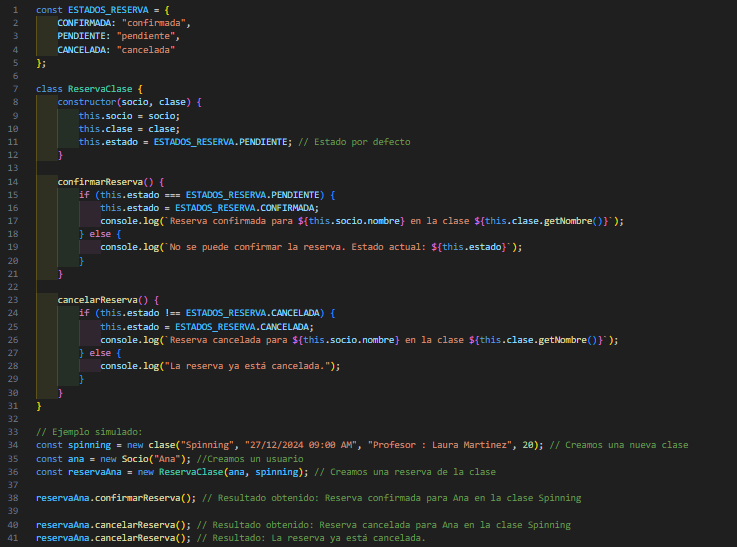 1 const ESTADOS_RESERVA = {
2     CONFIRMADA: "confirmada",
3     PENDIENTE: "pendiente",
4     CANCELADA: "cancelada"
5 };
6
7 class ReservaClase {
8     constructor(socio, clase) {
9         this.socio = socio;
10         this.clase = clase;
11         this.estado = ESTADOS_RESERVA.PENDIENTE; // Estado por defecto
12     }
13
14     confirmarReserva() {
15         if (this.estado === ESTADOS_RESERVA.PENDIENTE) {
16             this.estado = ESTADOS_RESERVA.CONFIRMADA;
17             console.log(`Reserva confirmada para ${this.socio.nombre} en la clase ${this.clase.getNombre()}`);
18         } else {
19             console.log(`No se puede confirmar la reserva. Estado actual: ${this.estado}`);
20         }
21     }
22
23     cancelarReserva() {
24         if (this.estado !== ESTADOS_RESERVA.CANCELADA) {
25             this.estado = ESTADOS_RESERVA.CANCELADA;
26             console.log(`Reserva cancelada para ${this.socio.nombre} en la clase ${this.clase.getNombre()}`);
27         } else {
28             console.log("La reserva ya está cancelada.");
29         }
30     }
31 }
32
33 // Ejemplo simulado:
34 const spinning = new clase("Spinning", "27/12/2024 09:00 AM", "Profesor : Laura Martinez", 20); // Creamos una nueva clase
35 const ana = new Socio("Ana"); //Creamos un usuario
36 const reservaAna = new ReservaClase(ana, spinning); // Creamos una reserva de la clase
37
38 reservaAna.confirmarReserva(); // Resultado obtenido: Reserva confirmada para Ana en la clase Spinning
39
40 reservaAna.cancelarReserva(); // Resultado obtenido: Reserva cancelada para Ana en la clase Spinning
41 reservaAna.cancelarReserva(); // Resultado: La reserva ya está cancelada.